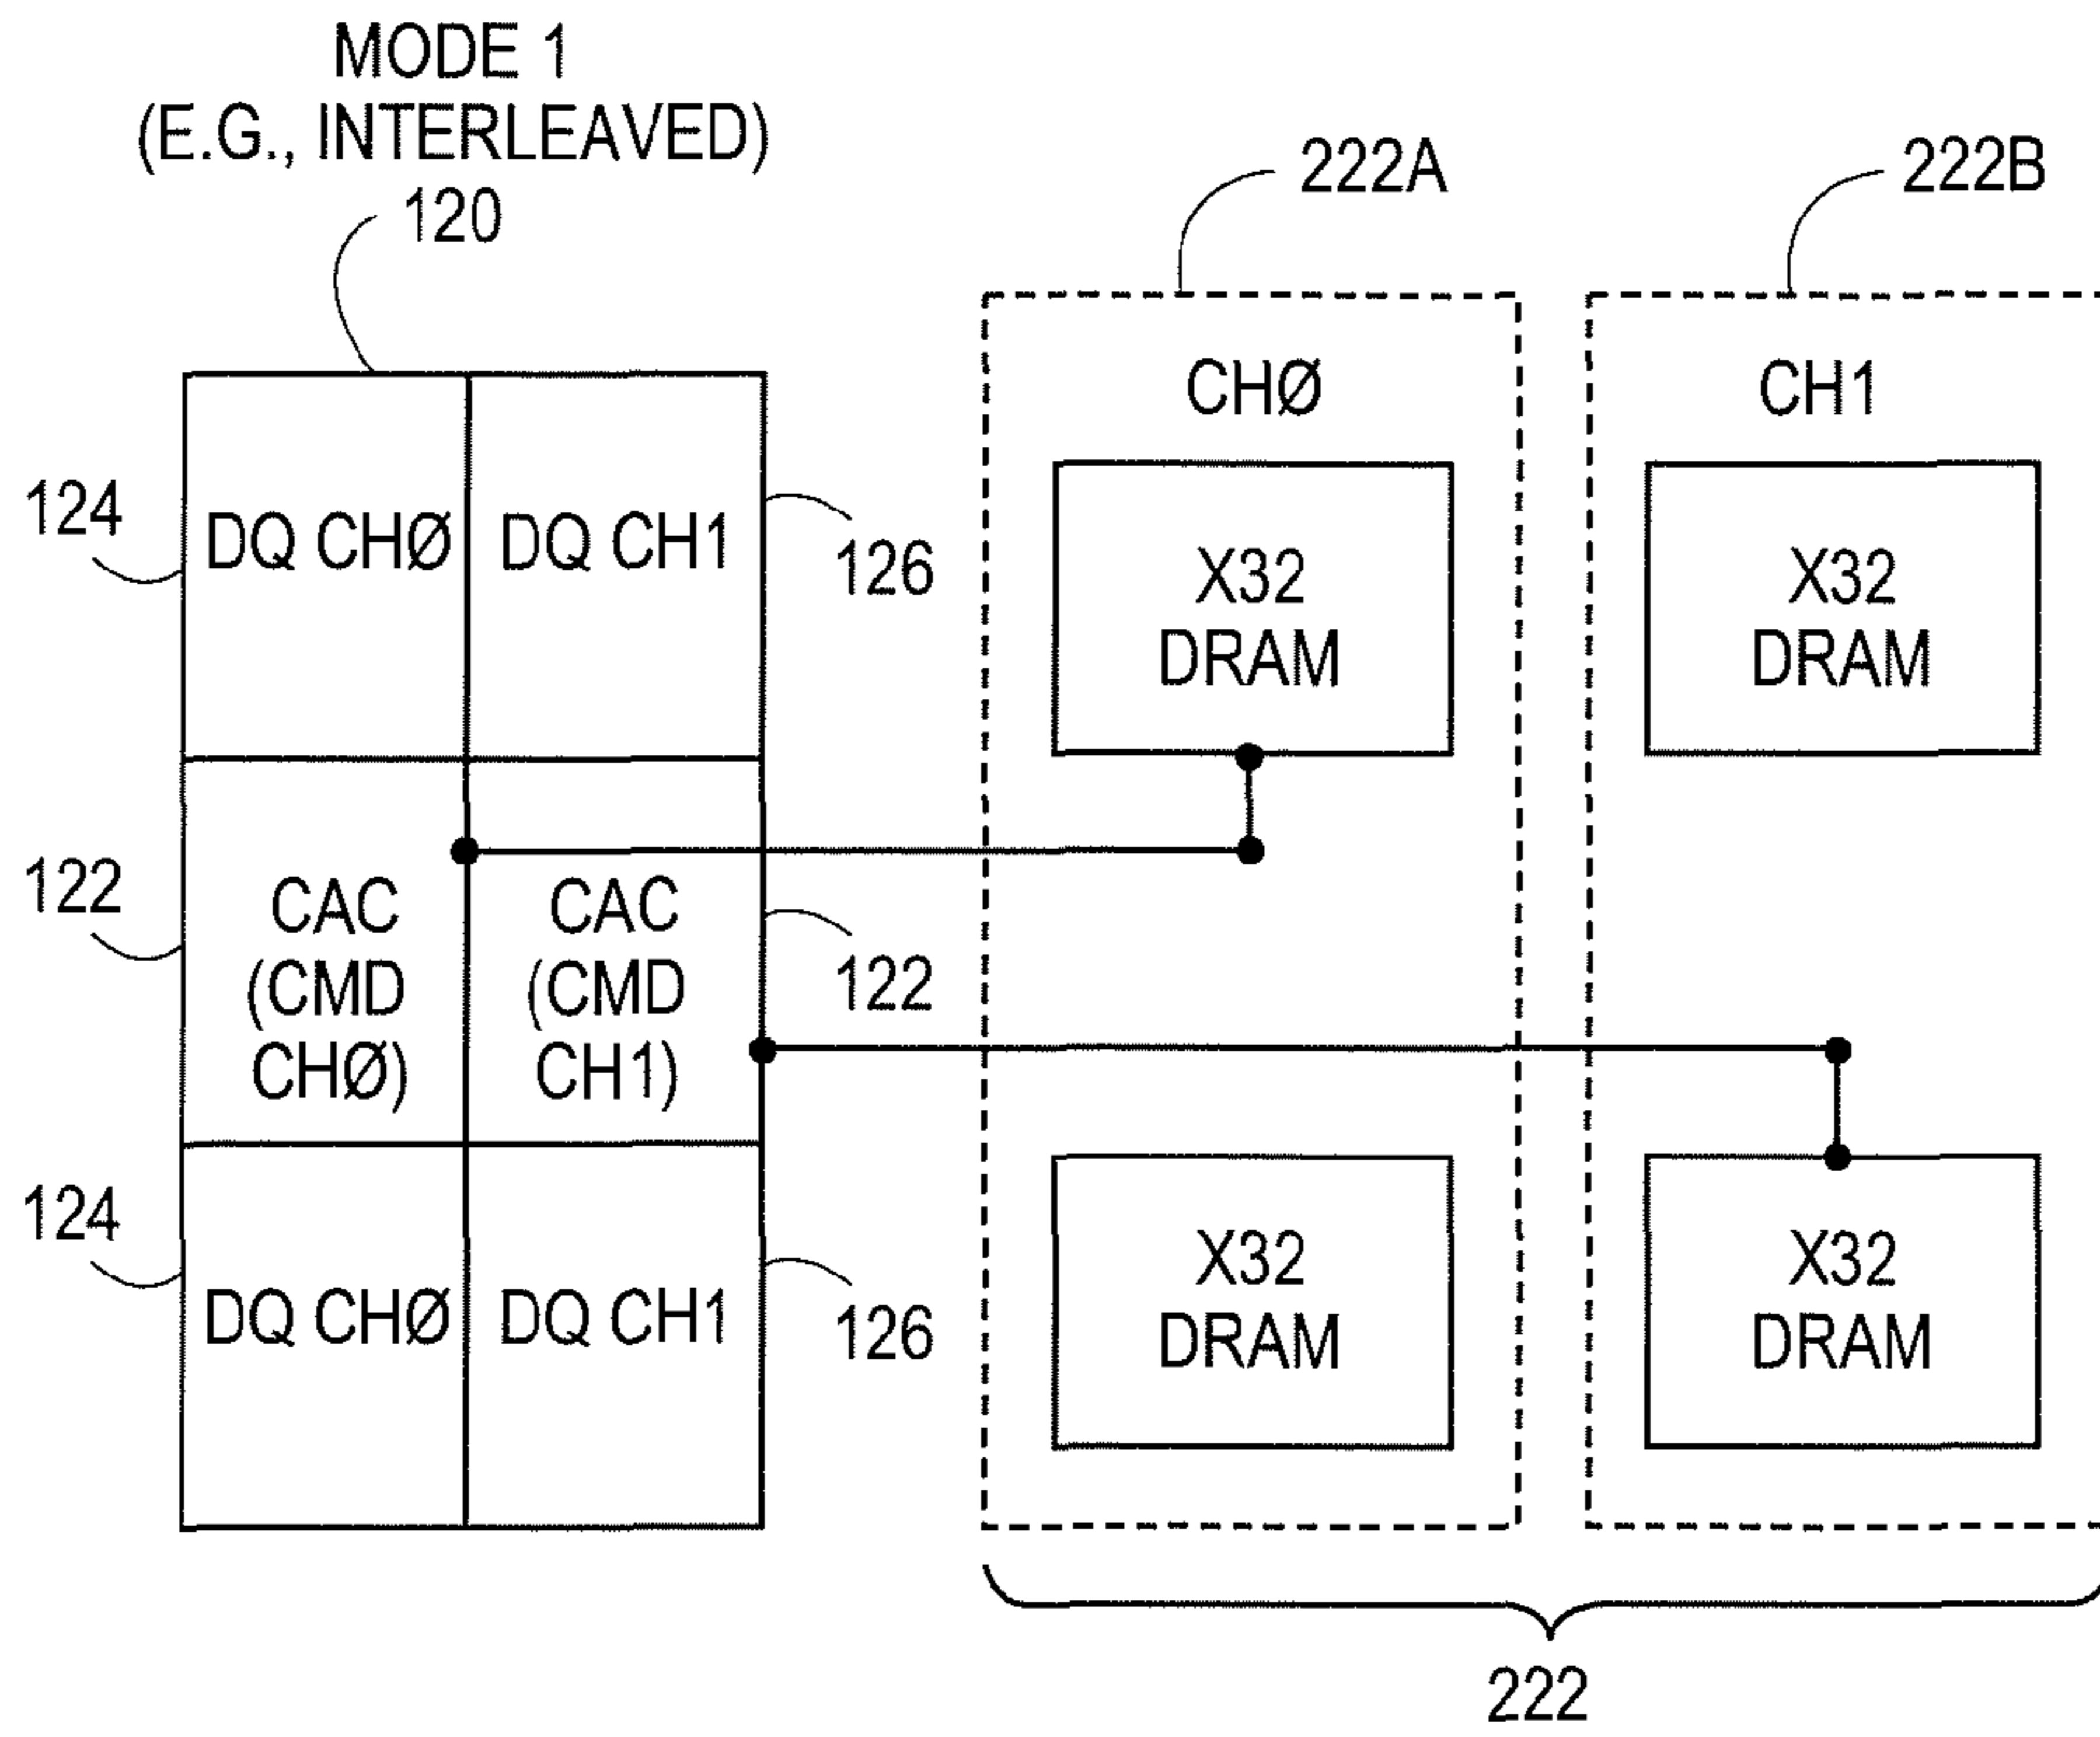 MODE 1
(E.G., INTERLEAVED)
120
222A
222B
CHØ
CH1
124
DQ CHØ
DQ CH1
126
X32
DRAM
X32
DRAM
122
CAC
(CMD
CHØ)
CAC
(CMD
CH1)
122
124
DQ CHØ
DQ CH1
126
X32
DRAM
X32
DRAM
222